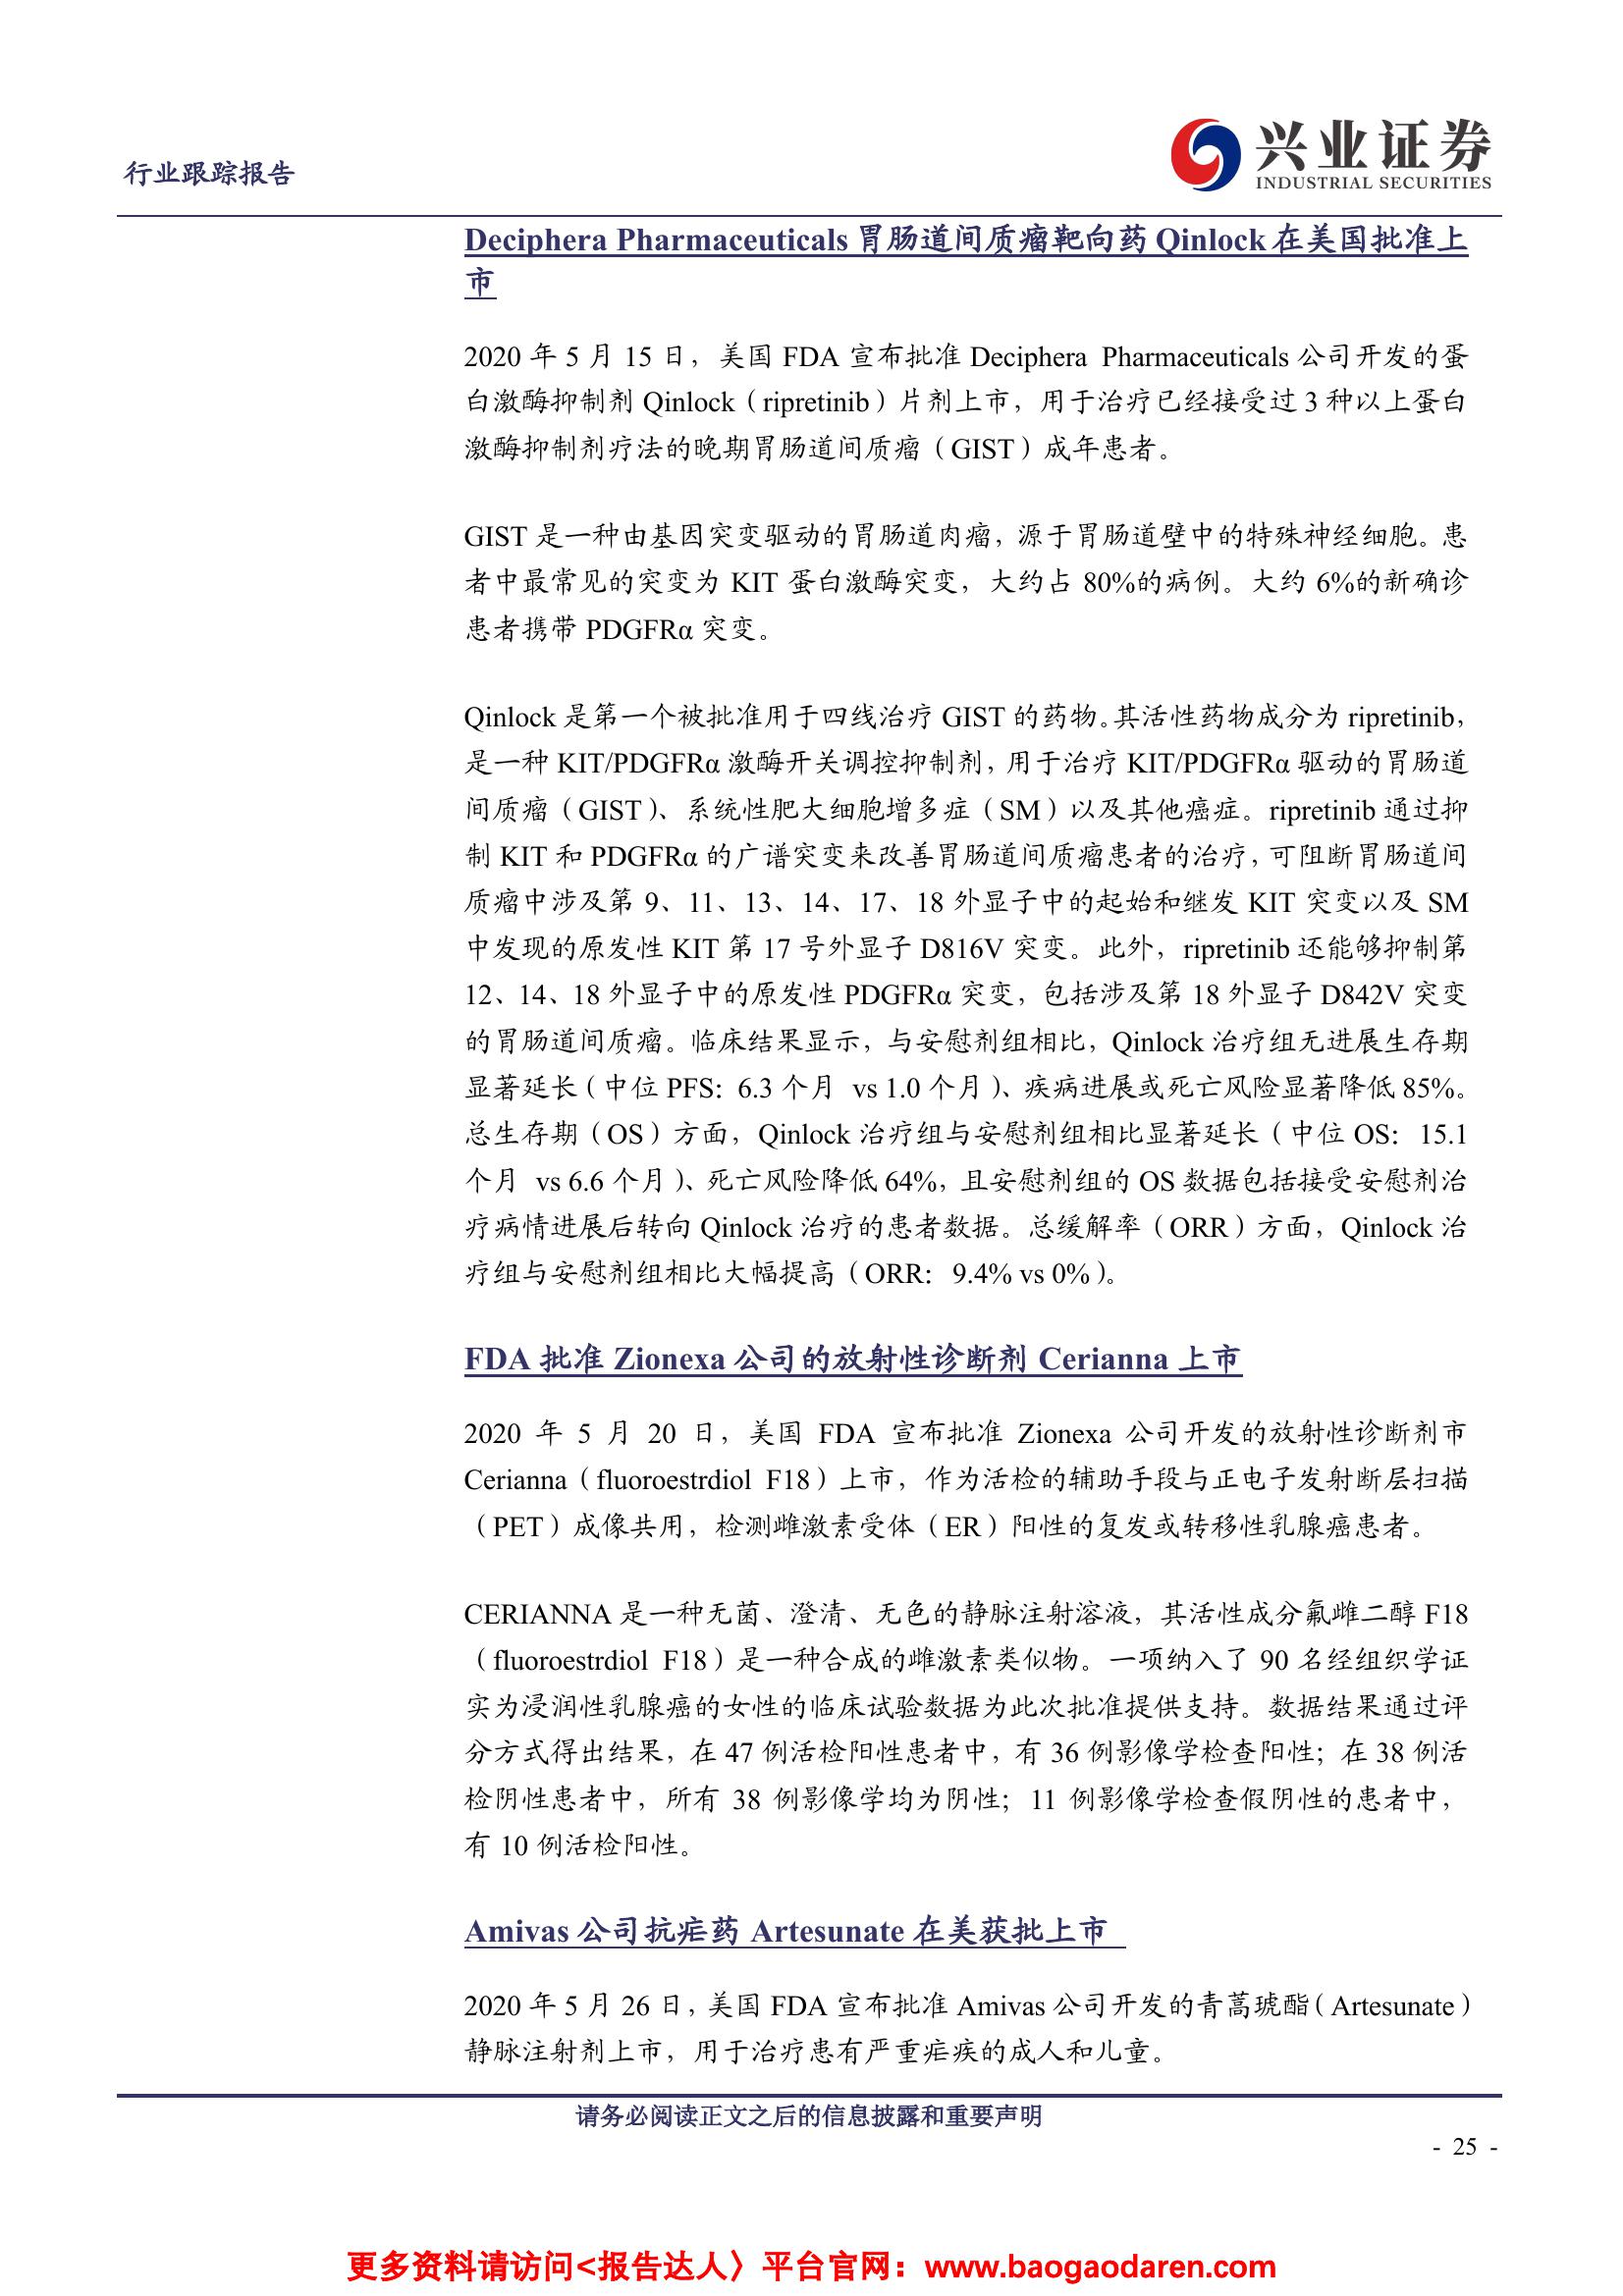 行业跟踪报告
兴业证券
INDUSTRIAL SECURITIES
Deciphera Pharmaceuticals 胃肠道间质瘤靶向药 Qinlock 在美国批准上
市
2020 年 5 月 15 日，美国 FDA 宣布批准 Deciphera Pharmaceuticals 公司开发的蛋
白激酶抑制剂 Qinlock（ripretinib）片剂上市，用于治疗已经接受过 3 种以上蛋白
激酶抑制剂疗法的晚期胃肠道间质瘤（GIST）成年患者。
GIST 是一种由基因突变驱动的胃肠道肉瘤，源于胃肠道壁中的特殊神经细胞。患
者中最常见的突变为 KIT 蛋白激酶突变，大约占 80%的病例。大约 6%的新确诊
患者携带 PDGFRα 突变。
Qinlock 是第一个被批准用于四线治疗 GIST 的药物。其活性药物成分为 ripretinib，
是一种 KIT/PDGFRα 激酶开关调控抑制剂，用于治疗 KIT/PDGFRα 驱动的胃肠道
间质瘤（GIST）、系统性肥大细胞增多症（SM）以及其他癌症。ripretinib 通过抑
制 KIT 和 PDGFRα 的广谱突变来改善胃肠道间质瘤患者的治疗，可阻断胃肠道间
质瘤中涉及第 9、11、13、14、17、18 外显子中的起始和继发 KIT 突变以及 SM
中发现的原发性 KIT 第 17 号外显子 D816V 突变。此外，ripretinib 还能够抑制第
12、14、18 外显子中的原发性 PDGFRα 突变，包括涉及第 18 外显子 D842V 突变
的胃肠道间质瘤。临床结果显示，与安慰剂组相比，Qinlock 治疗组无进展生存期
显著延长（中位 PFS：6.3 个月 vs 1.0 个月）、疾病进展或死亡风险显著降低 85%。
总生存期（OS）方面，Qinlock 治疗组与安慰剂组相比显著延长（中位 OS：15.1
个月 vs 6.6 个月）、死亡风险降低 64%，且安慰剂组的 OS 数据包括接受安慰剂治
疗病情进展后转向 Qinlock 治疗的患者数据。总缓解率（ORR）方面，Qinlock 治
疗组与安慰剂组相比大幅提高（ORR：9.4% vs 0%）。
FDA 批准 Zionexa 公司的放射性诊断剂 Cerianna 上市
2020 年 5 月 20 日，美国 FDA 宣布批准 Zionexa 公司开发的放射性诊断剂市
Cerianna（fluoroestrdiol F18）上市，作为活检的辅助手段与正电子发射断层扫描
（PET）成像共用，检测雌激素受体（ER）阳性的复发或转移性乳腺癌患者。
CERIANNA 是一种无菌、澄清、无色的静脉注射溶液，其活性成分氟雌二醇 F18
（fluoroestrdiol F18）是一种合成的雌激素类似物。一项纳入了 90 名经组织学证
实为浸润性乳腺癌的女性的临床试验数据为此次批准提供支持。数据结果通过评
分方式得出结果，在 47 例活检阳性患者中，有 36 例影像学检查阳性；在 38 例活
检阴性患者中，所有 38 例影像学均为阴性；11 例影像学检查假阴性的患者中，
有 10 例活检阳性。
Amivas 公司抗疟药 Artesunate 在美获批上市
2020 年 5 月 26 日，美国 FDA 宣布批准 Amivas 公司开发的青蒿琥酯（Artesunate）
静脉注射剂上市，用于治疗患有严重疟疾的成人和儿童。
请务必阅读正文之后的信息披露和重要声明
- 25 -
更多资料请访问<报告达人〉平台官网：www.baogaodaren.com